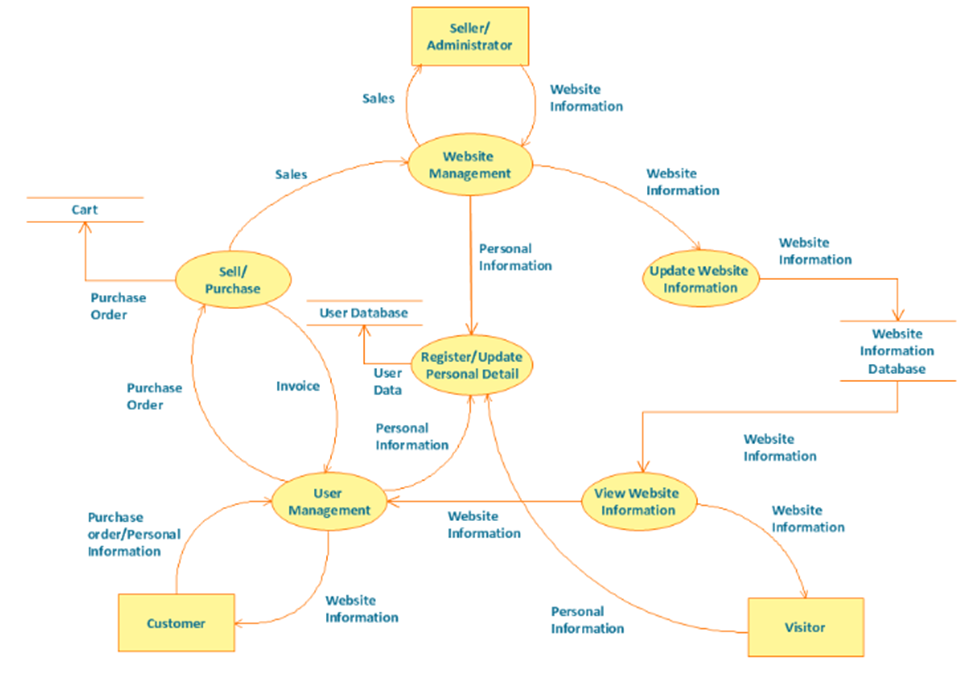 Seller/
Administrator
Sales
Website
Information
Website
Management
Sales
Website
Information
Cart
Personal
Information
Website
Information
Sell/
Purchase
Update Website
Information
Purchase
Order
User Database
Website
Information
Database
Register/Update
Personal Detail
User
Data
Purchase
Order
Invoice
Personal
Information
Website
Information
User
Management
View Website
Information
Purchase
order/Personal
Information
Website
Information
Website
Information
Website
Information
Personal
Information
Customer
Visitor